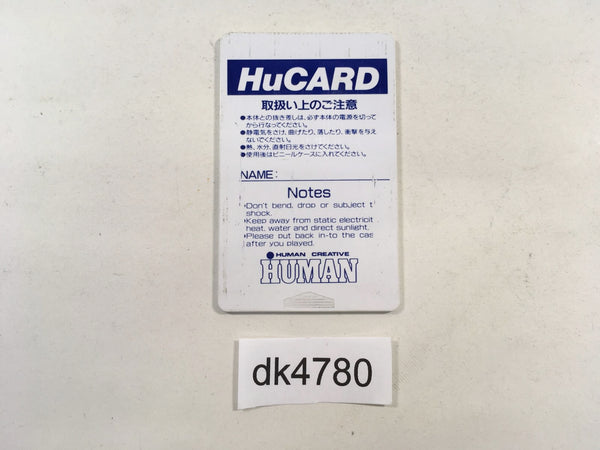 HuCARD
取扱い上のご注意
●本体との抜き差しは、必ず本体の電源を切って
から行なってください。
●静電気をさけ、曲げたり、落したり、衝撃を与え
ないでください。
●熱、水分、直射日光をさけてください。
●使用後はビニールケースに入れてください。
NAME:
Notes
•Don't bend, drop or subject t
shock.
•Keep away from static electricit
heat, water and direct sunlight.
•Please put back in-to the cas
after you played.
HUMAN CREATIVE
HUMAN
dk4780